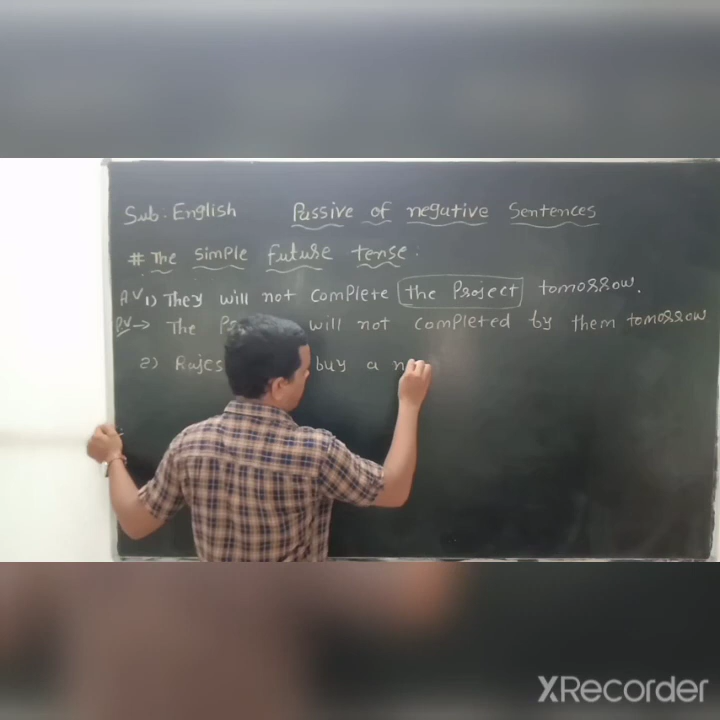 Sub. English Passive of negative Sentences
# The Simple future tense :
AV 1) They will not complete the Project tomorrow.
PV → The will not completed by them tomorrow
2) buy a
XRecorder